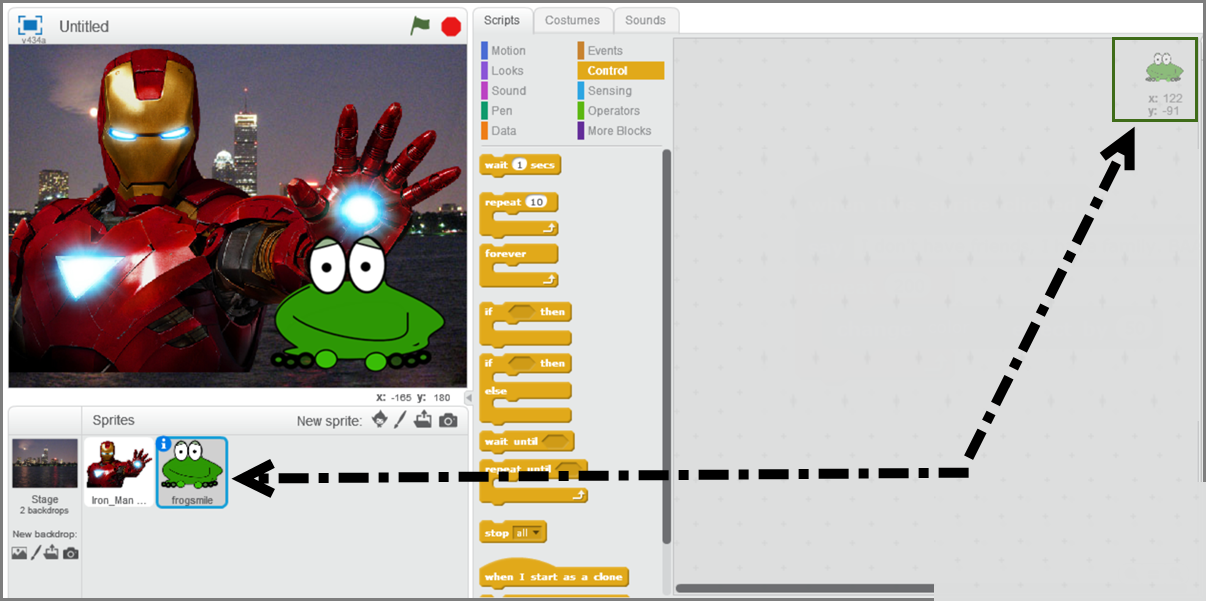 Untitled
v434a
x: -165 y: 180
Sprites
New sprite:
Stage
2 backdrops
New backdrop:
Iron_Man ...
frogsmile
Scripts Costumes Sounds
Motion Events
Looks Control
Sound Sensing
Pen Operators
Data More Blocks
wait 1 secs
repeat 10
forever
if then
if then
else
wait until
repeat until
stop all
when I start as a clone
x: 122
y: -91